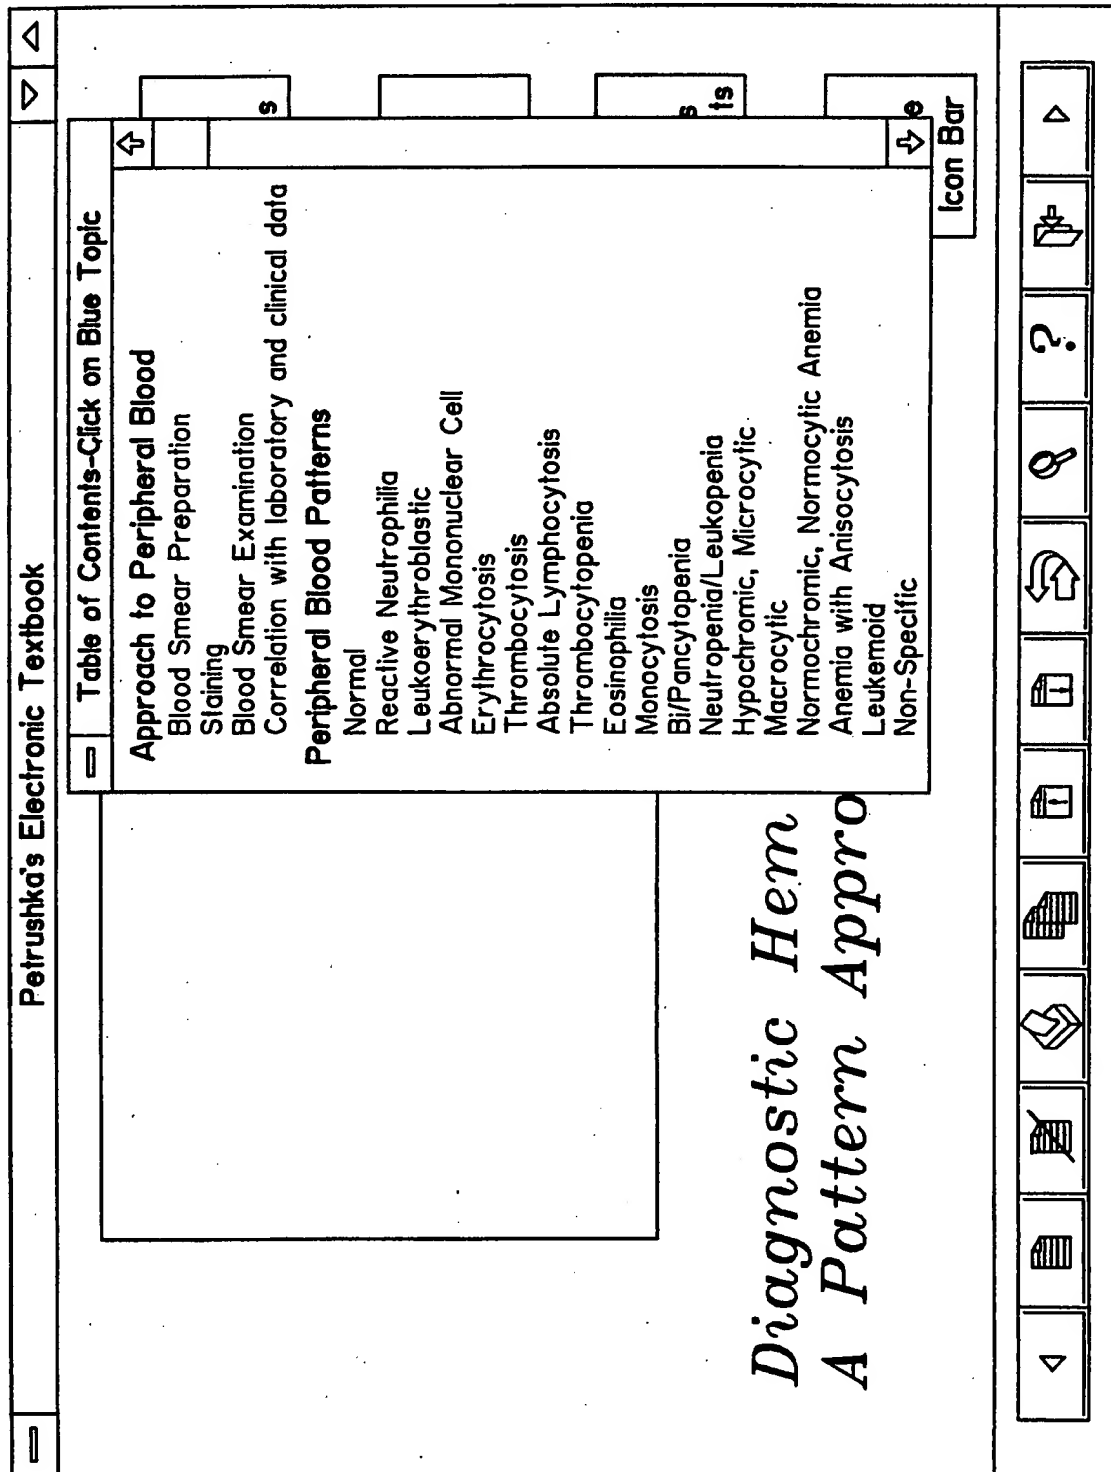 Petrushka's Electronic Textbook
Table of Contents-Click on Blue Topic
Approach to Peripheral Blood
Blood Smear Preparation
Staining
Blood Smear Examination
Correlation with laboratory and clinical data
Peripheral Blood Patterns
Normal
Reactive Neutrophilia
Leukoerythroblastic
Abnormal Mononuclear Cell
Erythrocytosis
Thrombocytosis
Absolute Lymphocytosis
Thrombocytopenia
Eosinophilia
Monocytosis
Bi/Pancytopenia
Neutropenia/Leukopenia
Hypochromic, Microcytic
Macrocytic
Normochromic, Normocytic Anemia
Anemia with Anisocytosis
Leukemoid
Non-Specific
s
s
ts
e
Icon Bar
Diagnostic Hem
A Pattern Appro
?